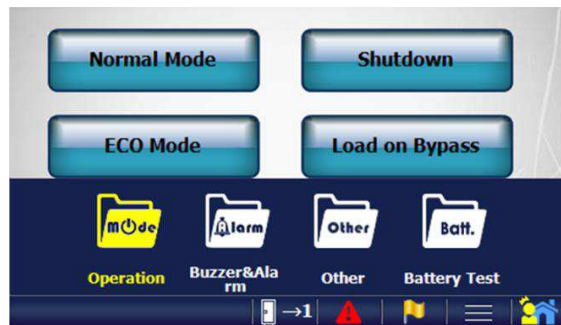 Normal Mode
Shutdown
ECO Mode
Load on Bypass
MOde
Alarm
Other
Batt.
Operation
Buzzer&Ala
rm
Other
Battery Test
→1